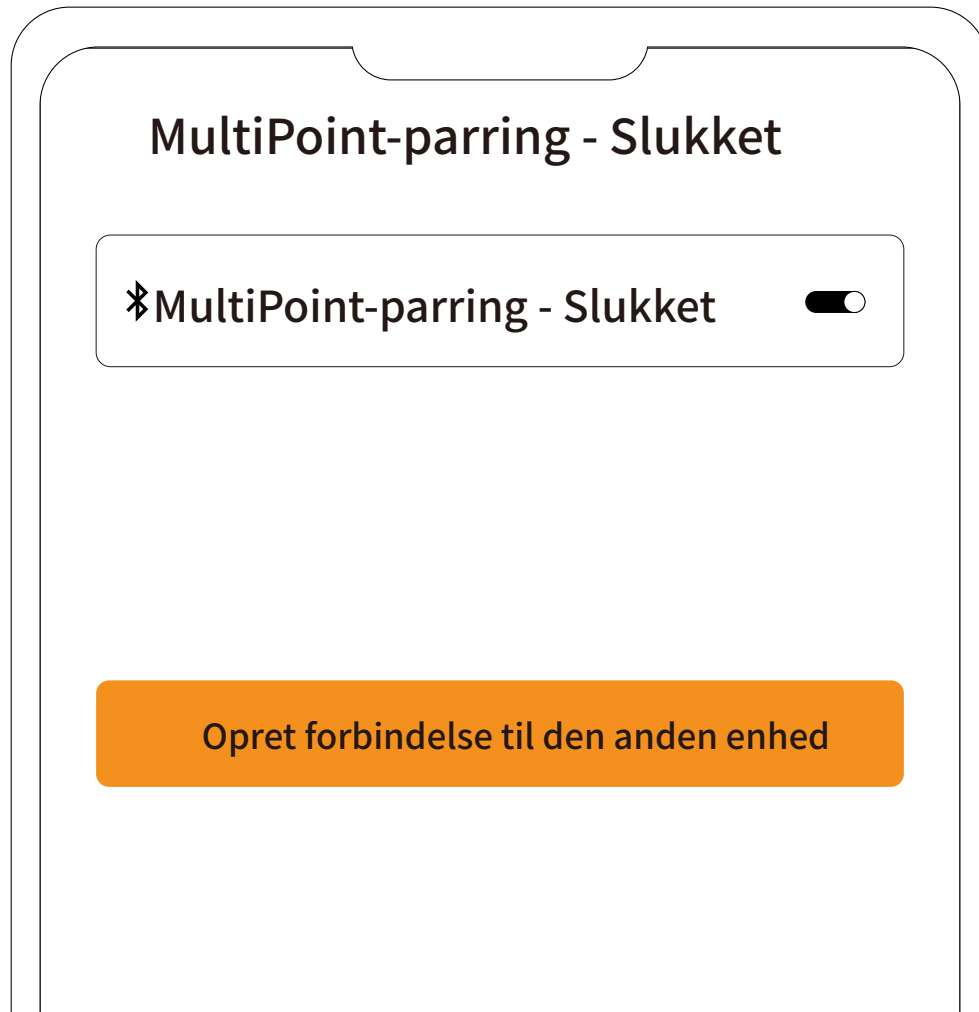 MultiPoint-parring - Slukket
MultiPoint-parring - Slukket
Opret forbindelse til den anden enhed